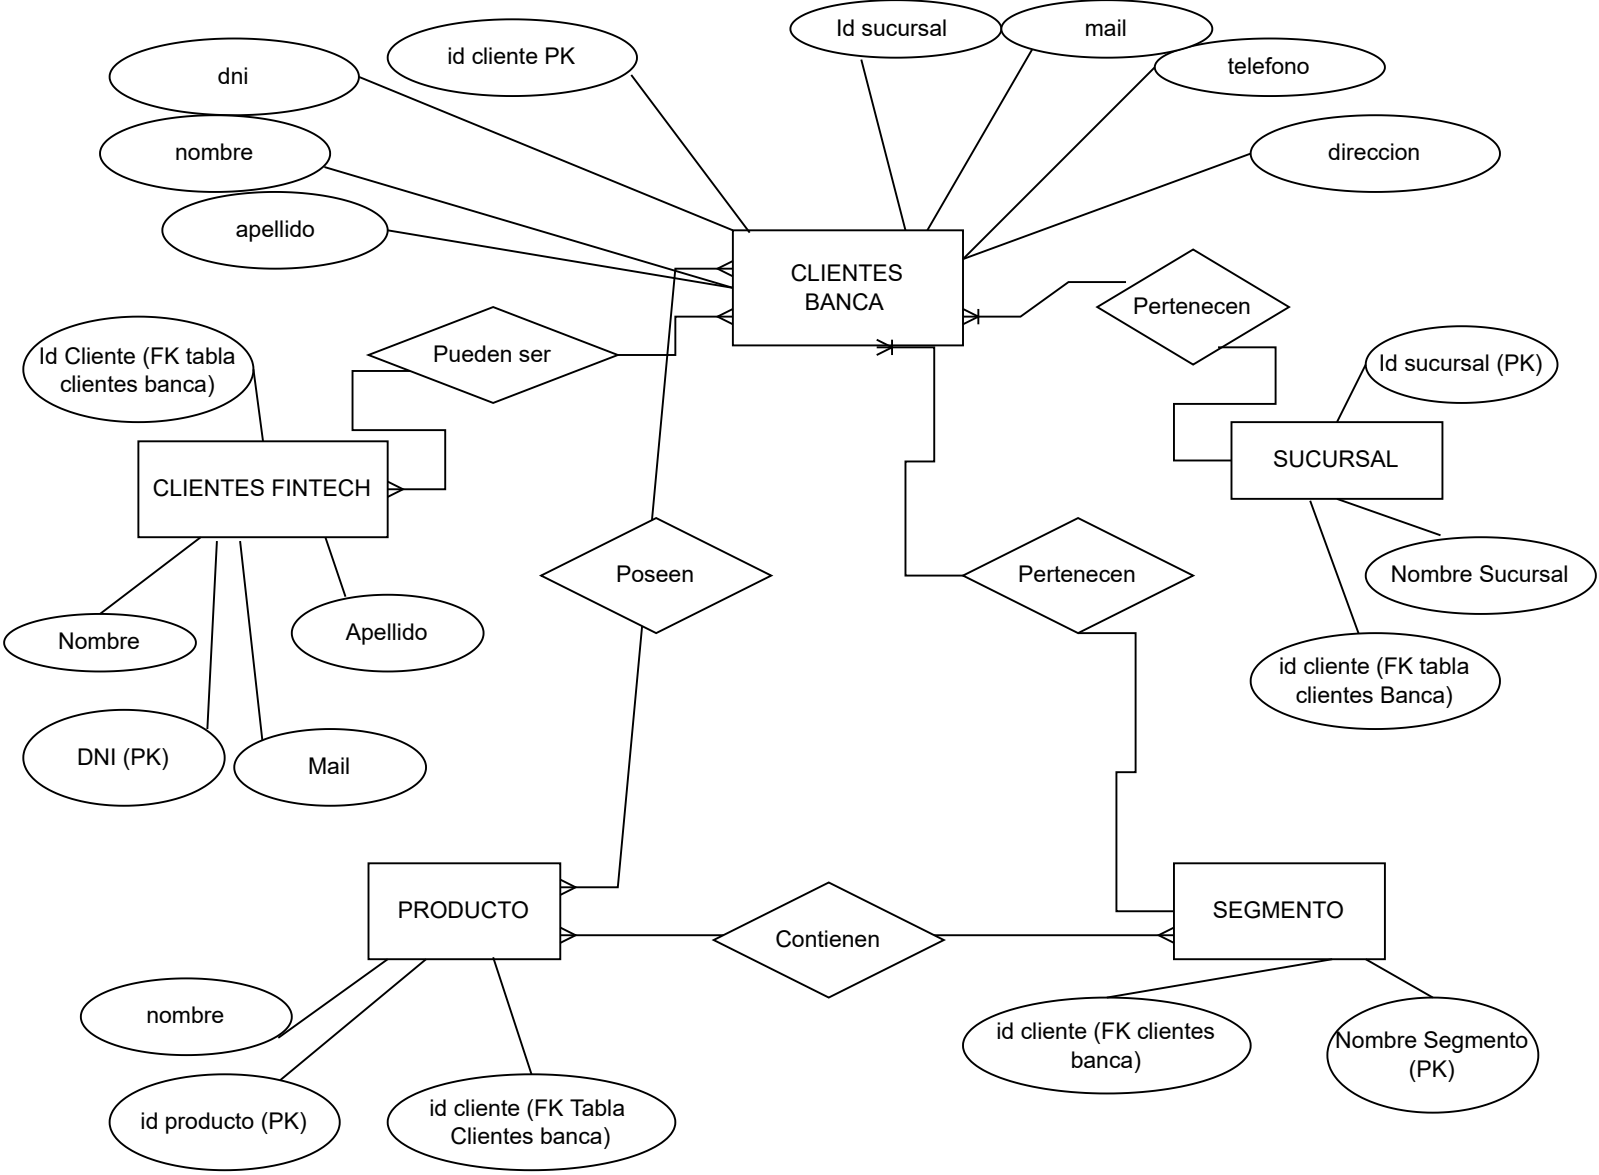 Id sucursal
mail
id cliente PK
telefono
dni
nombre
direccion
apellido
CLIENTES
BANCA
Pertenecen
Pueden ser
Id Cliente (FK tabla
clientes banca)
Id sucursal (PK)
SUCURSAL
CLIENTES FINTECH
Poseen
Pertenecen
Nombre Sucursal
Nombre
Apellido
id cliente (FK tabla
clientes Banca)
DNI (PK)
Mail
PRODUCTO
Contienen
SEGMENTO
nombre
id cliente (FK clientes
banca)
Nombre Segmento
(PK)
id producto (PK)
id cliente (FK Tabla
Clientes banca)